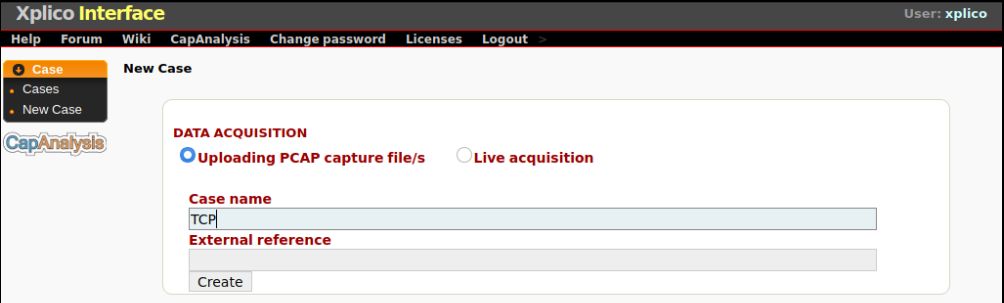 Xplico Interface User: xplico
Help Forum Wiki CapAnalysis Change password Licenses Logout >
Case
New Case
Cases
New Case
CapAnalysis
DATA ACQUISITION
Uploading PCAP capture file/s Live acquisition
Case name
TCP
External reference
Create